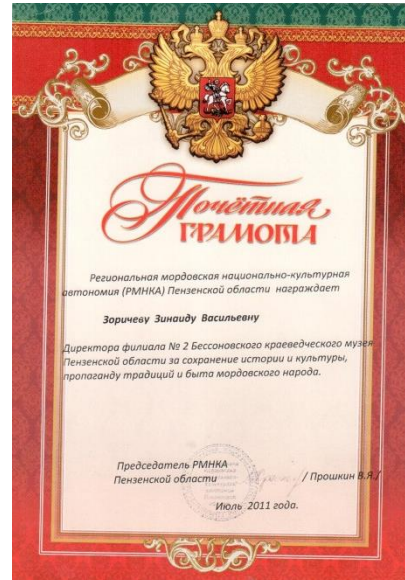 Почётная
ГРАМОТА
Региональная мордовская национально-культурная
автономия (РМНКА) Пензенской области награждает
Зоричеву Зинаиду Васильевну
Директора филиала № 2 Бессоновского краеведческого музея
Пензенской области за сохранение истории и культуры,
пропаганду традиций и быта мордовского народа.
Председатель РМНКА
Пензенской области / Прошкин В.Я./
Июль 2011 года.